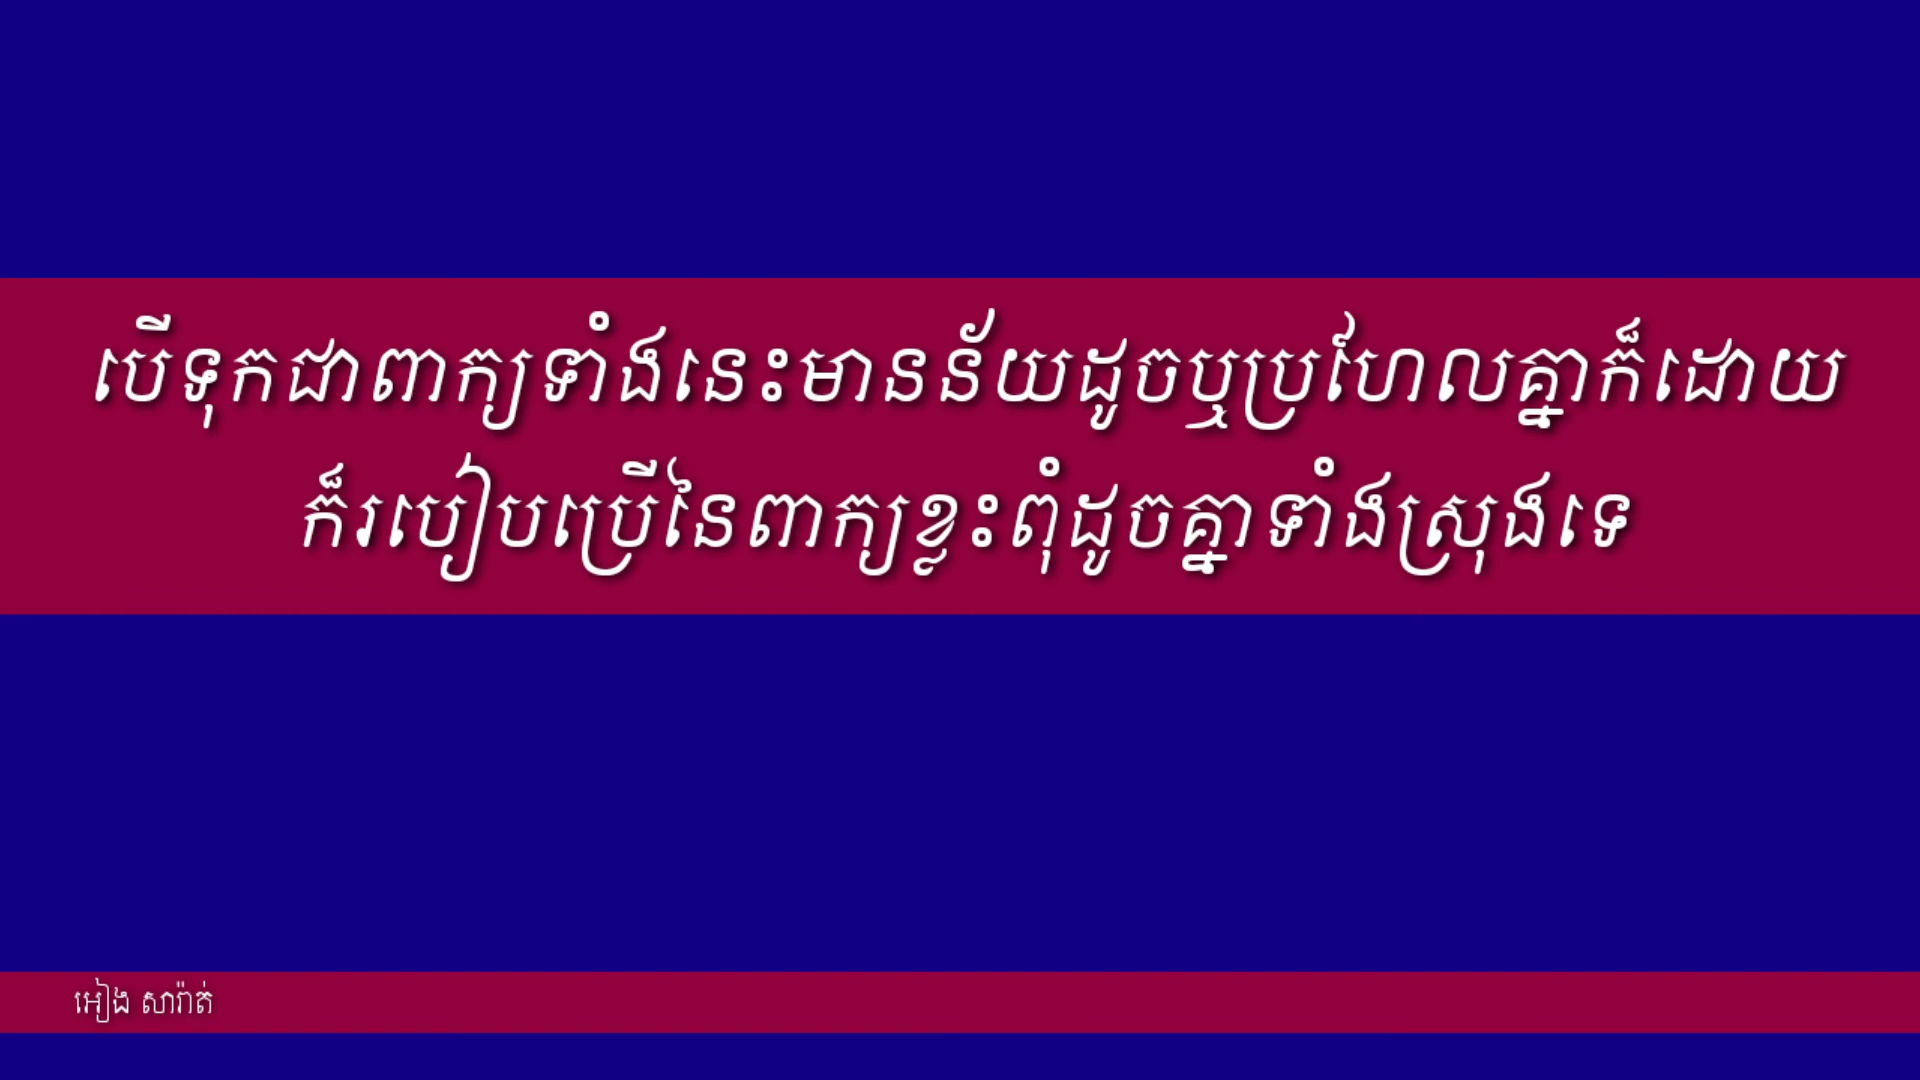 បើទុកជាពាក្យទាំងនេះមានន័យដូចឬប្រហែលគ្នាក៏ដោយ
ក៏របៀបប្រើនៃពាក្យខ្លះពុំដូចគ្នាទាំងស្រុងទេ
អៀង សារ៉ាត់